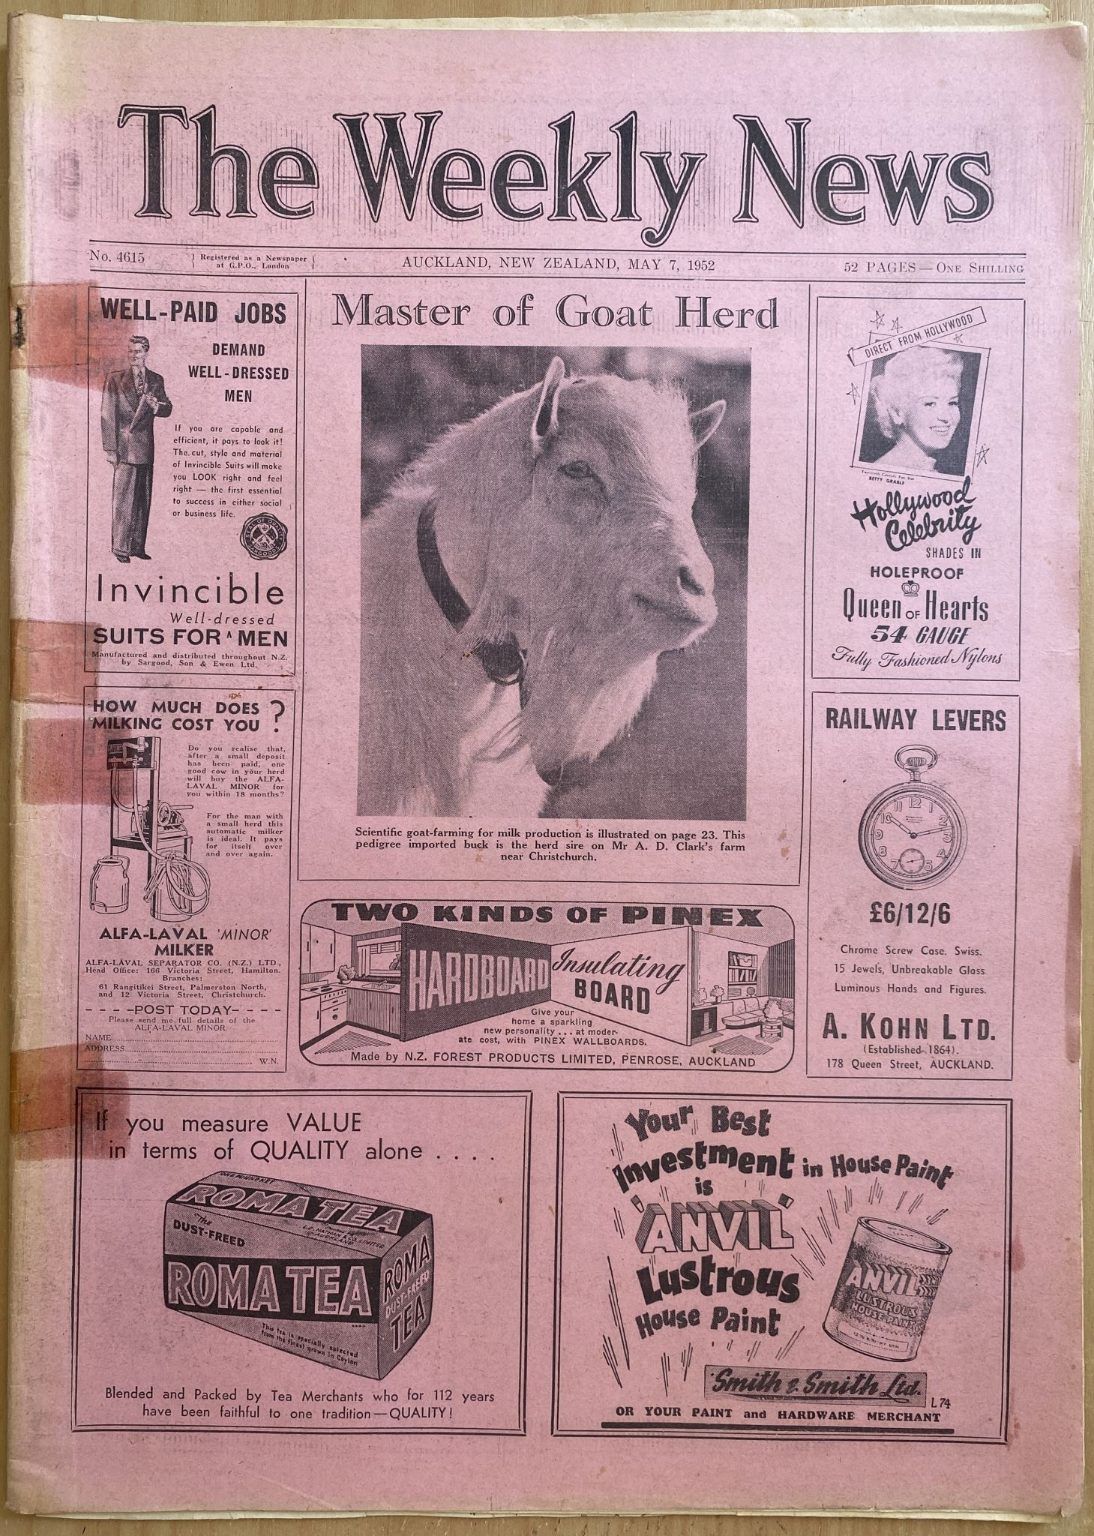 The Weekly News
No. 4615
Registered as a Newspaper
at G.P.O., London
AUCKLAND, NEW ZEALAND, MAY 7, 1952
52 PAGES — ONE SHILLING
WELL-PAID JOBS
DEMAND
WELL-DRESSED
MEN
If you are capable and
efficient, it pays to look it!
The cut, style and material
of Invincible Suits will make
you LOOK right and feel
right — the first essential
to success in either social
or business life.
Invincible
Well-dressed
SUITS FOR A MEN
Manufactured and distributed throughout N.Z.
by Sargood, Son & Ewen Ltd.
HOW MUCH DOES
MILKING COST YOU ?
Do you realise that,
after a small deposit
has been paid, one
good cow in your herd
will buy the ALFA-
LAVAL MINOR for
you within 18 months?
For the man with
a small herd this
automatic milker
is ideal. It pays
for itself over
and over again.
ALFA-LAVAL 'MINOR'
MILKER
ALFA-LAVAL SEPARATOR CO. (N.Z.) LTD.,
Head Office: 166 Victoria Street, Hamilton.
Branches:
61 Rangitikei Street, Palmerston North,
and 12 Victoria Street, Christchurch.
- - - - POST TODAY - - - -
Please send me full details of the
ALFA-LAVAL MINOR.
NAME
ADDRESS
W.N.
Master of Goat Herd
Scientific goat-farming for milk production is illustrated on page 23. This
pedigree imported buck is the herd sire on Mr A. D. Clark's farm
near Christchurch.
TWO KINDS OF PINEX
HARDBOARD
Insulating
BOARD
Give your
home a sparkling
new personality . . . at moder-
ate cost, with PINEX WALLBOARDS.
Made by N.Z. FOREST PRODUCTS LIMITED, PENROSE, AUCKLAND
DIRECT FROM HOLLYWOOD
BETTY GRABLE
Hollywood
Celebrity
SHADES IN
HOLEPROOF
Queen OF Hearts
54 GAUGE
Fully Fashioned Nylons
RAILWAY LEVERS
£6/12/6
Chrome Screw Case. Swiss.
15 Jewels, Unbreakable Glass
Luminous Hands and Figures.
A. KOHN LTD.
(Established 1864).
178 Queen Street, AUCKLAND.
If you measure VALUE
in terms of QUALITY alone . . . .
ROMA TEA
The
DUST-FREED
ROMA TEA
This tea is specially selected
from the finest grown in Ceylon
ROMA
DUST-FREED
TEA
Blended and Packed by Tea Merchants who for 112 years
have been faithful to one tradition—QUALITY!
Your Best
Investment in House Paint
is
'ANVIL'
Lustrous
House Paint
ANVIL
LUSTROUS
HOUSE PAINT
Smith & Smith Ltd.
L74
OR YOUR PAINT and HARDWARE MERCHANT